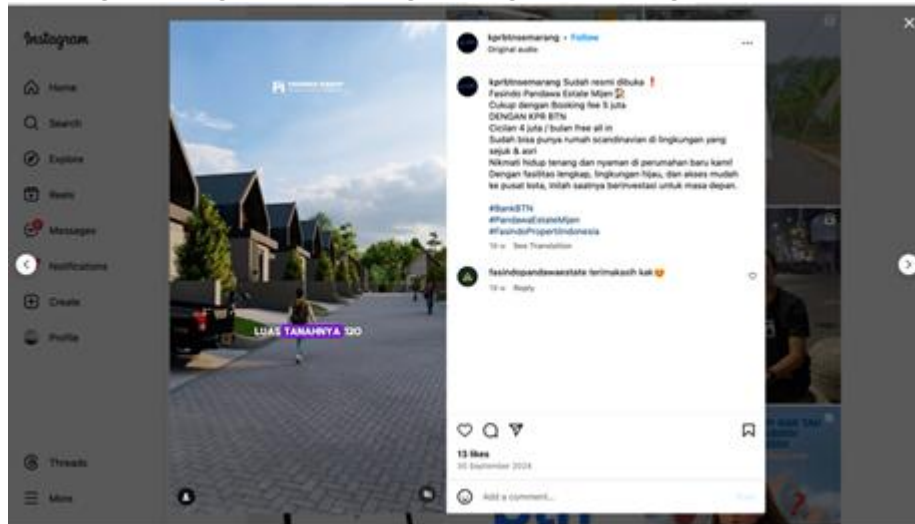 Instagram
Home
Search
Explore
Reels
Messages
Notifications
Create
Profile
Threads
More
LUAS TANAHNYA 120
kprbtnsemarang • Follow
Original audio
kprbtnsemarang Sudah resmi dibuka ❗
Fasindo Pandawa Estate Mijen
Cukup dengan Booking fee 5 juta
DENGAN KPR BTN
Cicilan 4 juta / bulan free all in
Sudah bisa punya rumah scandinavian di lingkungan yang
sejuk & asri
Nikmati hidup tenang dan nyaman di perumahan baru kami!
Dengan fasilitas lengkap, lingkungan hijau, dan akses mudah
ke pusat kota, inilah saatnya berinvestasi untuk masa depan.
#BankBTN
#PandawaEstateMijen
#FasindoPropertiIndonesia
See Translation
fasindopandawaestate terimakasih kak😍
Reply
13 likes
30 September 2024
Add a comment...